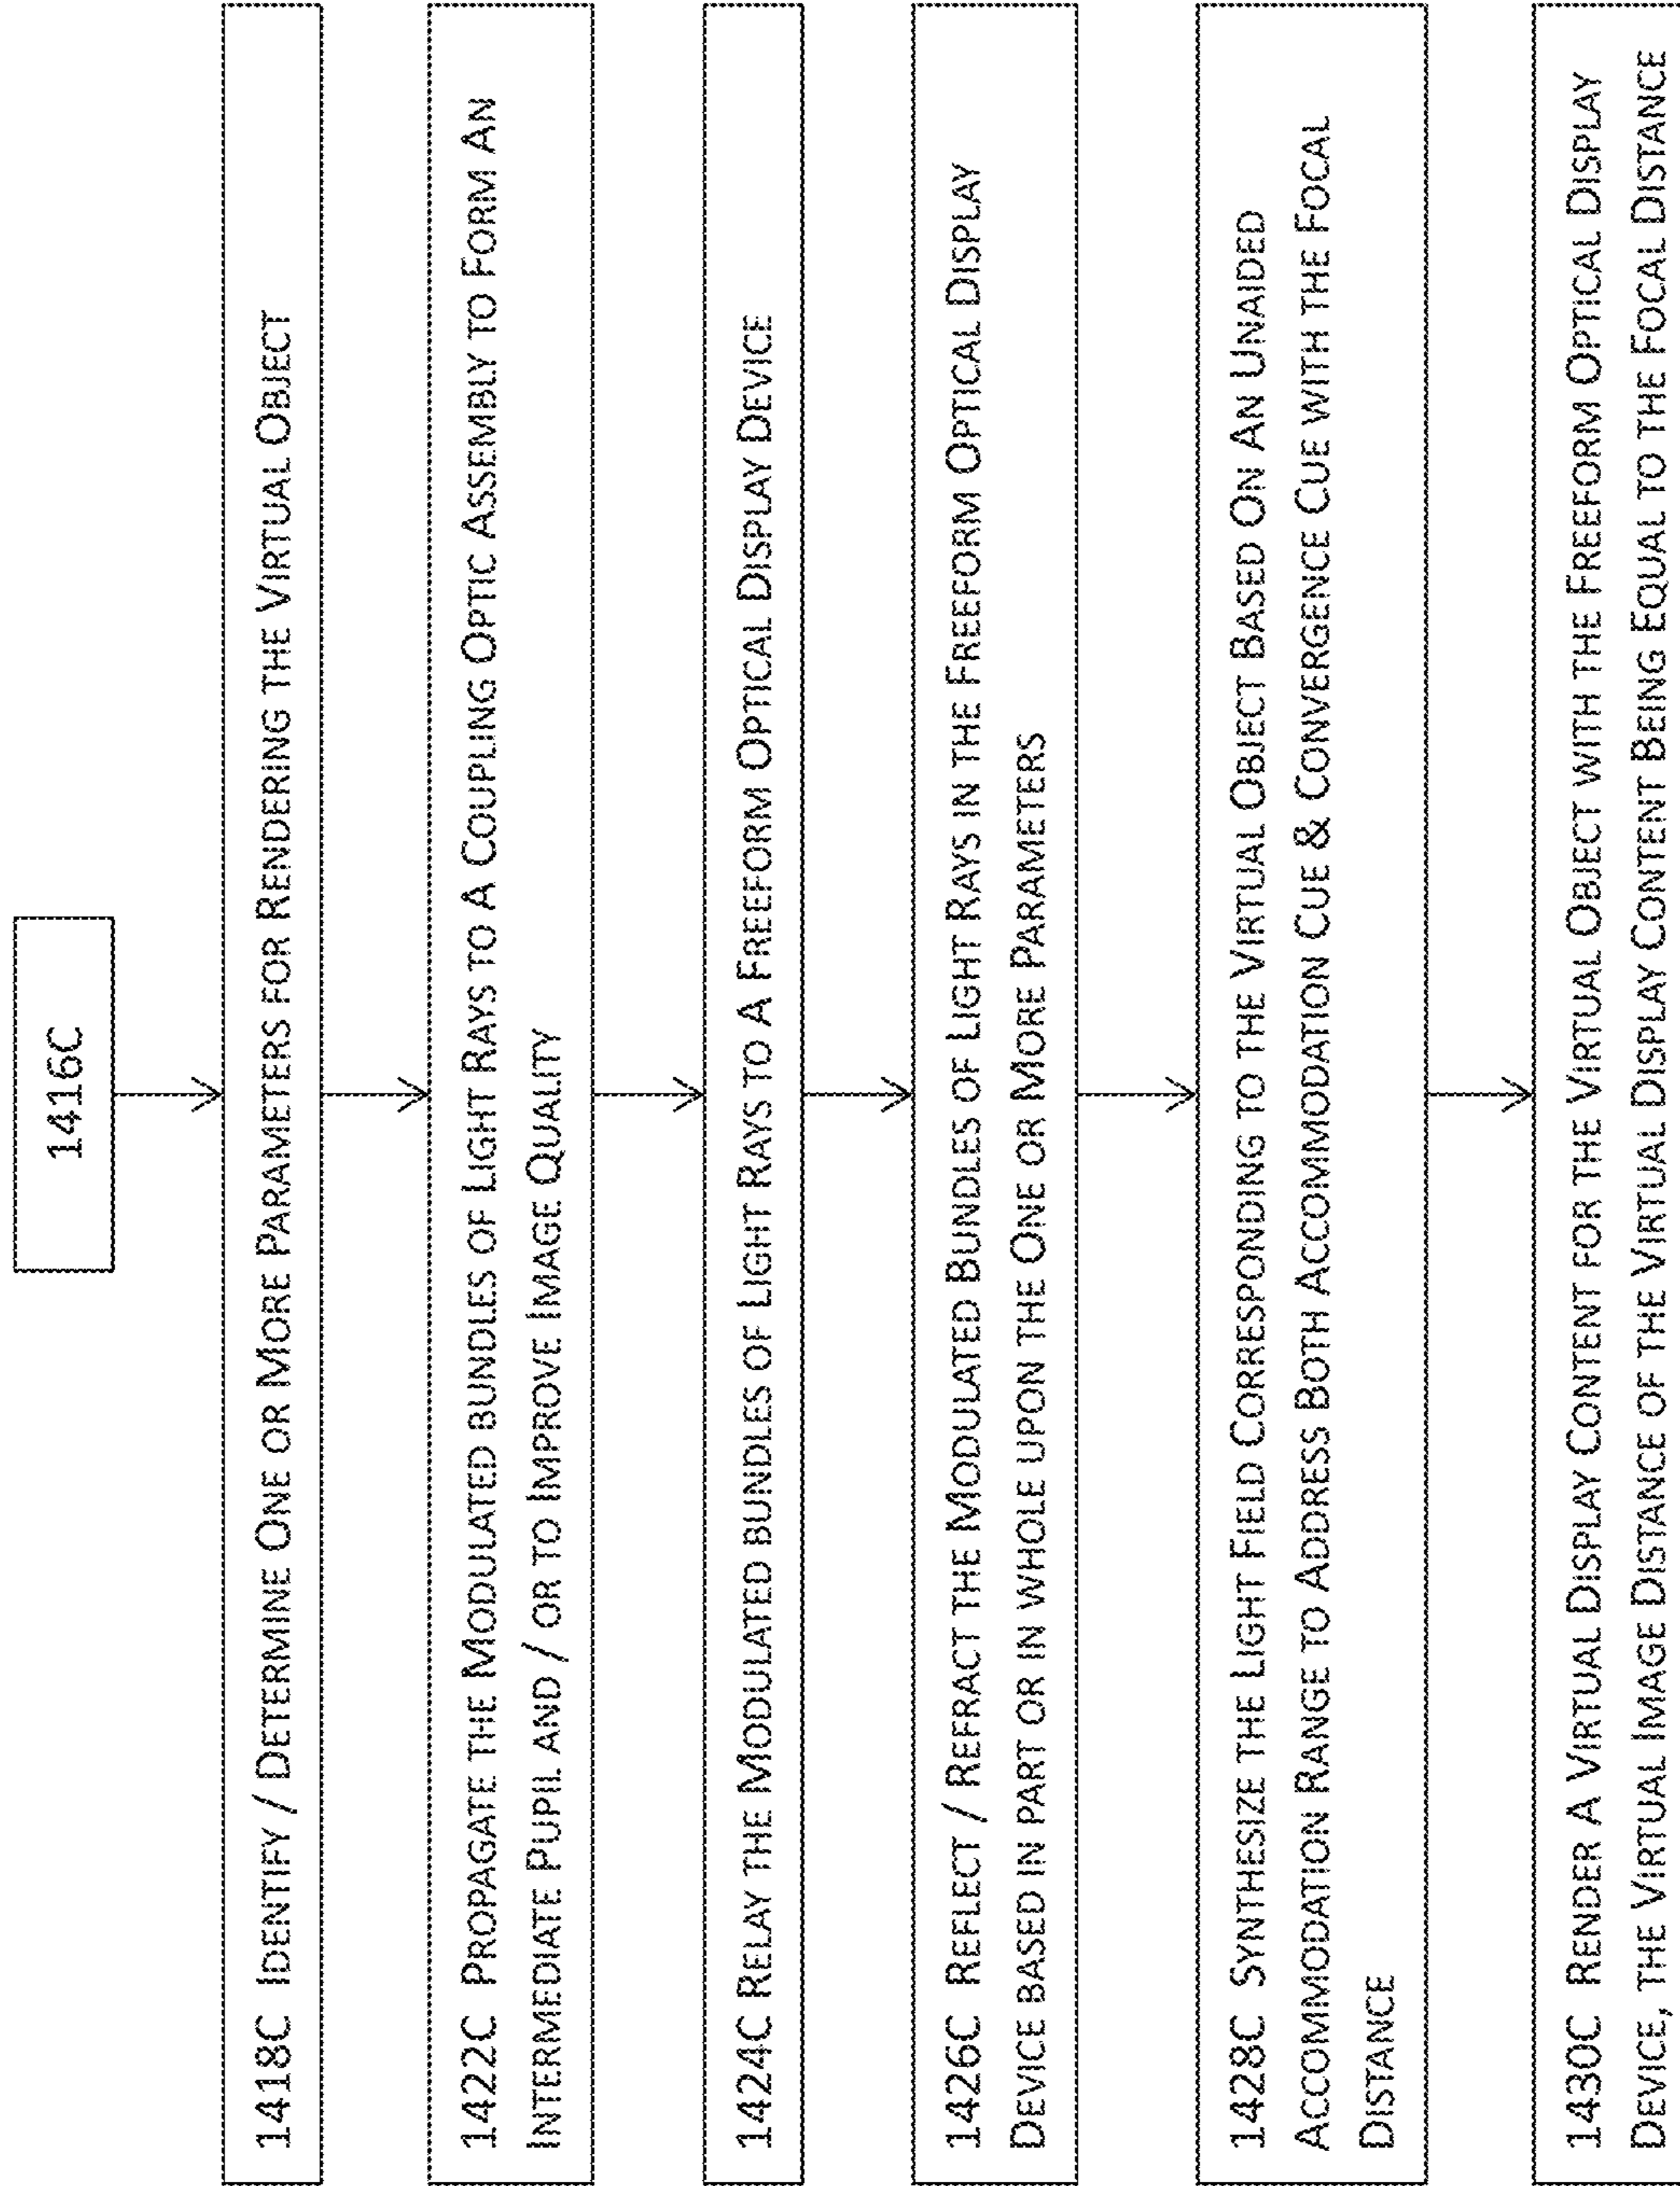 1416C
1418C IDENTIFY / DETERMINE ONE OR MORE PARAMETERS FOR RENDERING THE VIRTUAL OBJECT
1422C PROPAGATE THE MODULATED BUNDLES OF LIGHT RAYS TO A COUPLING OPTIC ASSEMBLY TO FORM AN
INTERMEDIATE PUPIL AND / OR TO IMPROVE IMAGE QUALITY
1424C RELAY THE MODULATED BUNDLES OF LIGHT RAYS TO A FREEFORM OPTICAL DISPLAY DEVICE
1426C REFLECT / REFRACT THE MODULATED BUNDLES OF LIGHT RAYS IN THE FREEFORM OPTICAL DISPLAY
DEVICE BASED IN PART OR IN WHOLE UPON THE ONE OR MORE PARAMETERS
1428C SYNTHESIZE THE LIGHT FIELD CORRESPONDING TO THE VIRTUAL OBJECT BASED ON AN UNAIDED
ACCOMMODATION RANGE TO ADDRESS BOTH ACCOMMODATION CUE & CONVERGENCE CUE WITH THE FOCAL
DISTANCE
1430C RENDER A VIRTUAL DISPLAY CONTENT FOR THE VIRTUAL OBJECT WITH THE FREEFORM OPTICAL DISPLAY
DEVICE, THE VIRTUAL IMAGE DISTANCE OF THE VIRTUAL DISPLAY CONTENT BEING EQUAL TO THE FOCAL DISTANCE